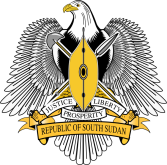 JUSTICE LIBERTY
PROSPERITY
REPUBLIC OF SOUTH SUDAN